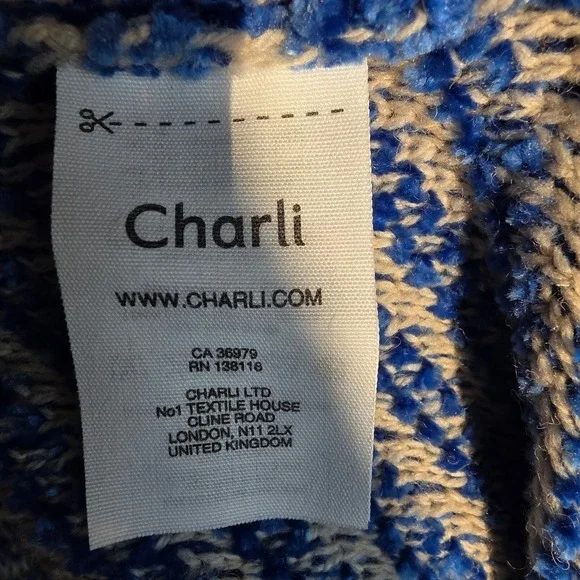 Charli
WWW.CHARLI.COM
CA 36979
RN 138116
CHARLI LTD
No1 TEXTILE HOUSE
CLINE ROAD
LONDON, N11 2LX
UNITED KINGDOM